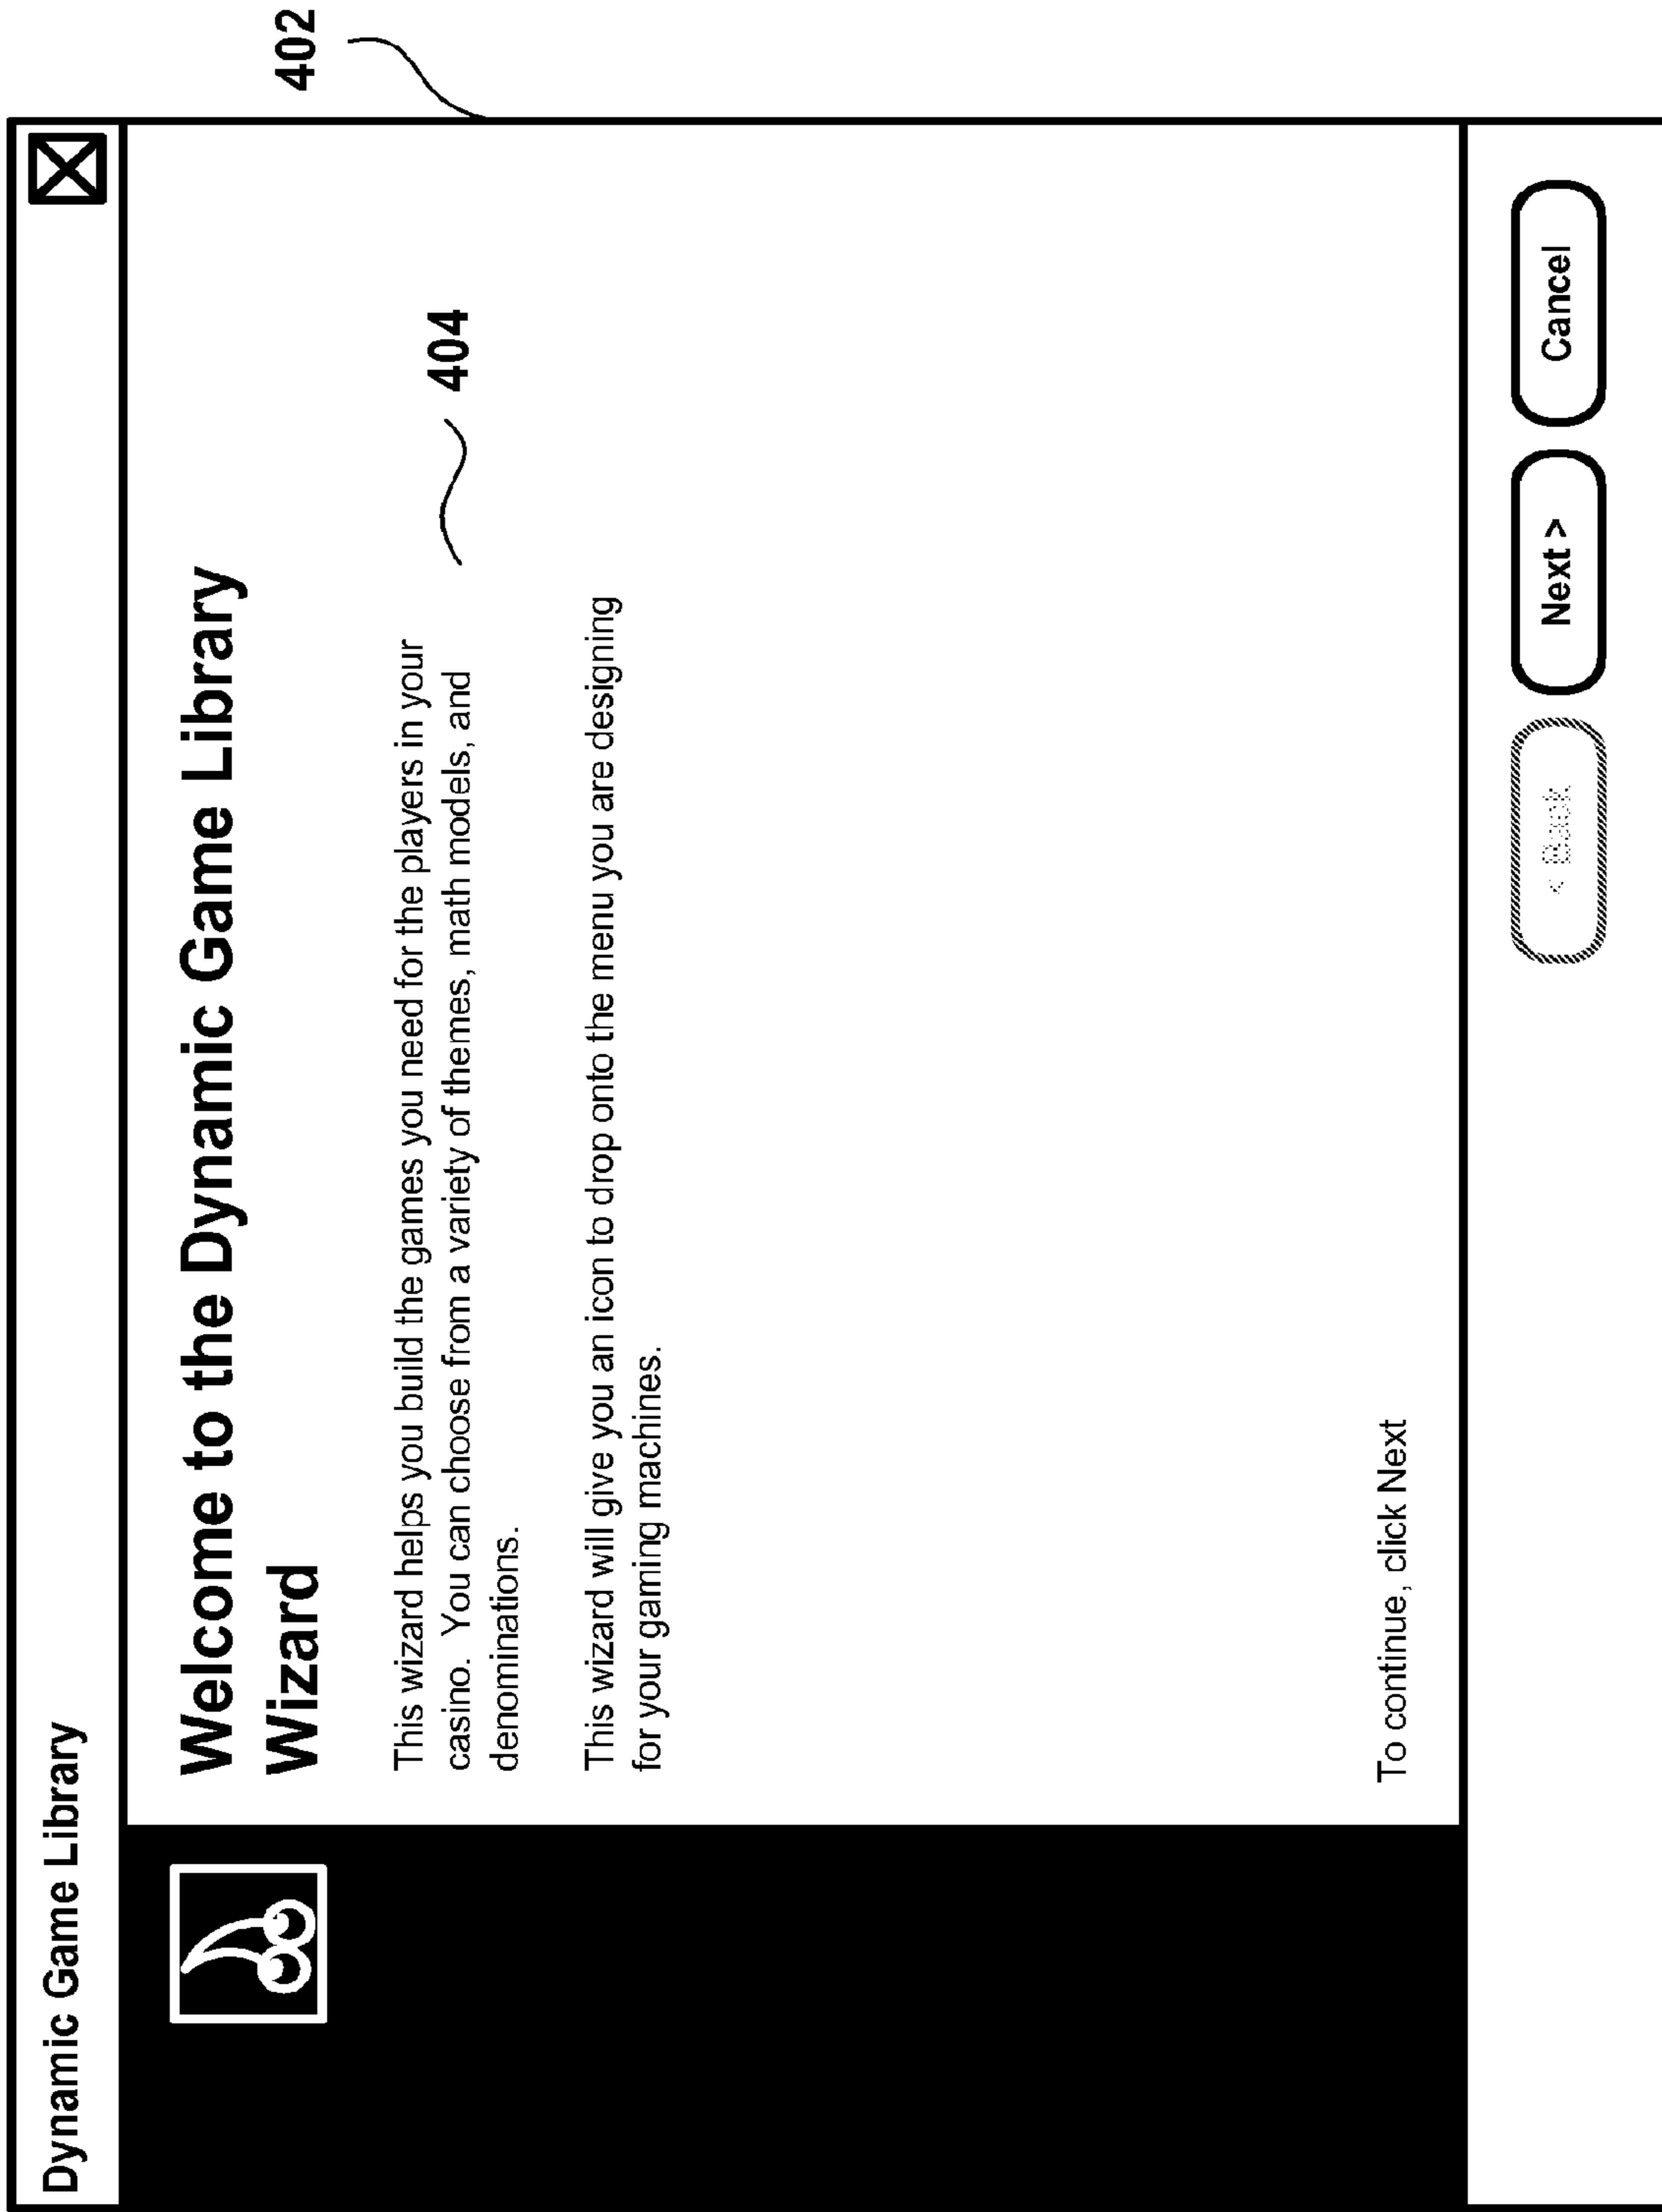 Dynamic Game Library
402
Welcome to the Dynamic Game Library
Wizard
This wizard helps you build the games you need for the players in your
casino. You can choose from a variety of themes, math models, and
denominations.
404
This wizard will give you an icon to drop onto the menu you are designing
for your gaming machines.
To continue, click Next
< Back
Next >
Cancel